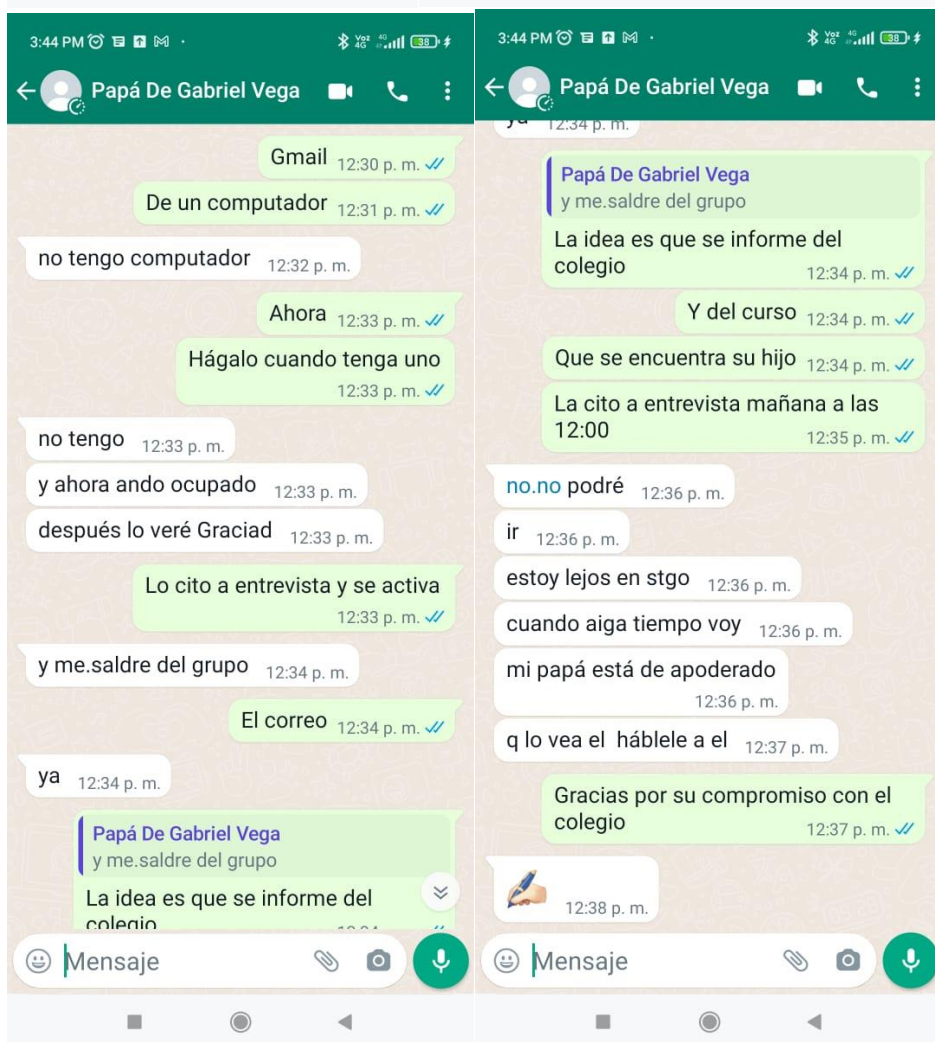 3:44 PM
Voz 4G 4G 38
Papá De Gabriel Vega
Gmail 12:30 p. m.
De un computador 12:31 p. m.
no tengo computador 12:32 p. m.
Ahora 12:33 p. m.
Hágalo cuando tenga uno
12:33 p. m.
no tengo 12:33 p. m.
y ahora ando ocupado 12:33 p. m.
después lo veré Graciad 12:33 p. m.
Lo cito a entrevista y se activa
12:33 p. m.
y me.saldre del grupo 12:34 p. m.
El correo 12:34 p. m.
ya 12:34 p. m.
Papá De Gabriel Vega
y me.saldre del grupo
La idea es que se informe del
colegio
Mensaje
3:44 PM
Voz 4G 4G 38
Papá De Gabriel Vega
ya 12:34 p. m.
Papá De Gabriel Vega
y me.saldre del grupo
La idea es que se informe del
colegio 12:34 p. m.
Y del curso 12:34 p. m.
Que se encuentra su hijo 12:34 p. m.
La cito a entrevista mañana a las
12:00 12:35 p. m.
no.no podré 12:36 p. m.
ir 12:36 p. m.
estoy lejos en stgo 12:36 p. m.
cuando aiga tiempo voy 12:36 p. m.
mi papá está de apoderado
12:36 p. m.
q lo vea el háblele a el 12:37 p. m.
Gracias por su compromiso con el
colegio 12:37 p. m.
12:38 p. m.
Mensaje